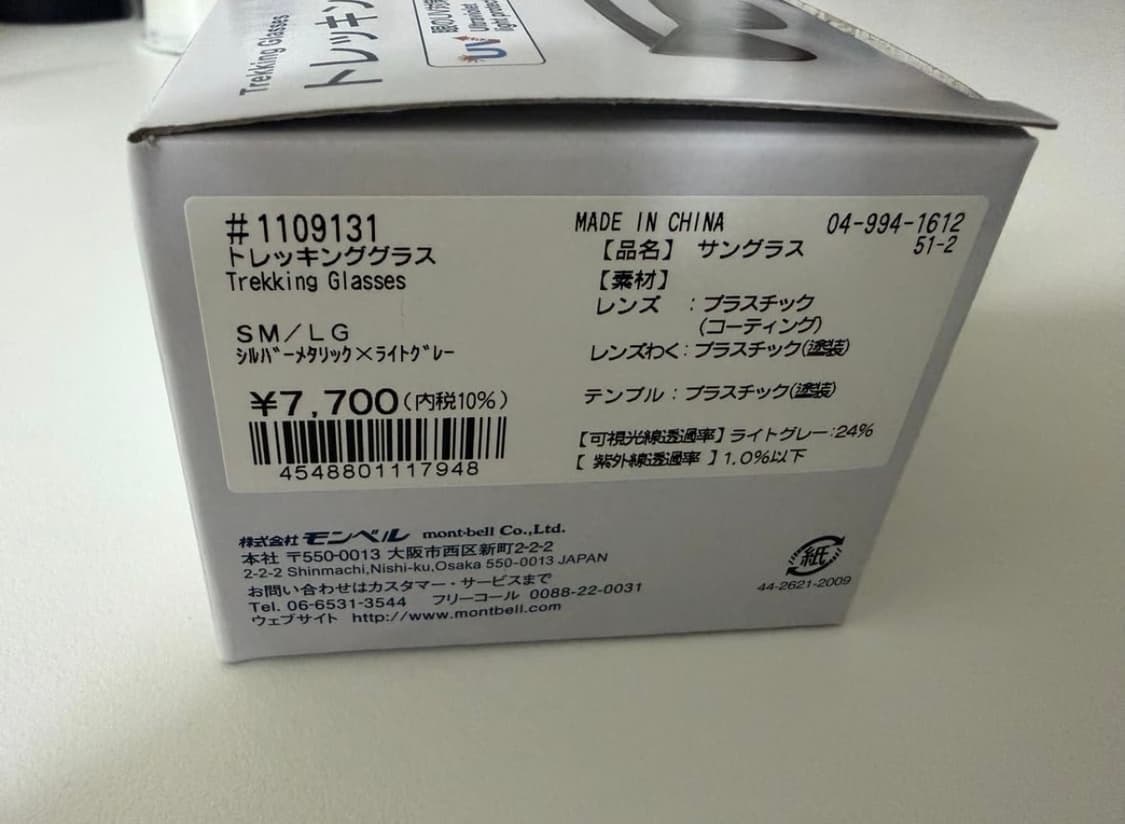 Trekking Glasses
トレッキン
UV
Ultraviolet
#1109131
トレッキンググラス
Trekking Glasses
SM/LG
シルバーメタリック×ライトグレー
¥7,700(内税10%)
4548801117948
MADE IN CHINA
04-994-1612
51-2
【品名】 サングラス
【素材】
レンズ :プラスチック
(コーティング)
レンズわく:プラスチック(塗装)
テンプル:プラスチック(塗装)
【可視光線透過率】ライトグレー:24%
【 紫外線透過率 】1.0%以下
株式会社 モンベル mont-bell Co.,Ltd.
本社 〒550-0013 大阪市西区新町2-2-2
2-2-2 Shinmachi,Nishi-ku,Osaka 550-0013 JAPAN
お問い合わせはカスタマー・サービスまで
Tel. 06-6531-3544 フリーコール 0088-22-0031
ウェブサイト http://www.montbell.com
紙
44-2621-2009